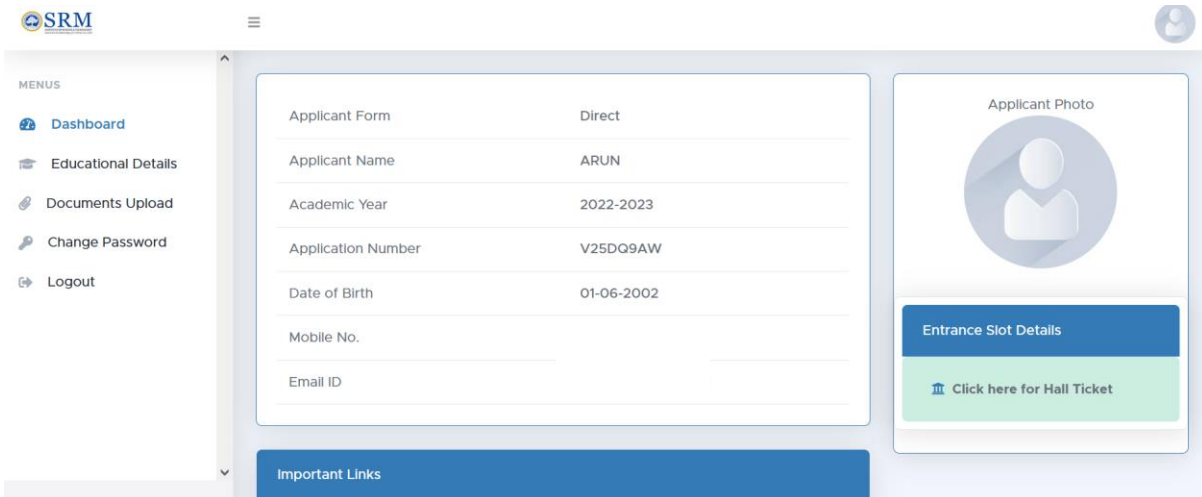 SRM
MENUS
Dashboard
Educational Details
Documents Upload
Change Password
Logout
Applicant Form Direct
Applicant Name ARUN
Academic Year 2022-2023
Application Number V25DQ9AW
Date of Birth 01-06-2002
Mobile No.
Email ID
Important Links
Applicant Photo
Entrance Slot Details
Click here for Hall Ticket